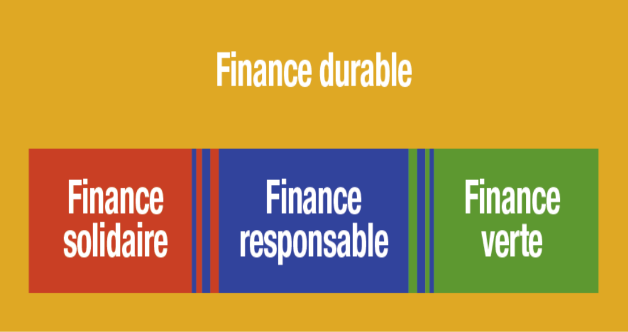 Finance durable
Finance
solidaire
Finance
responsable
Finance
verte